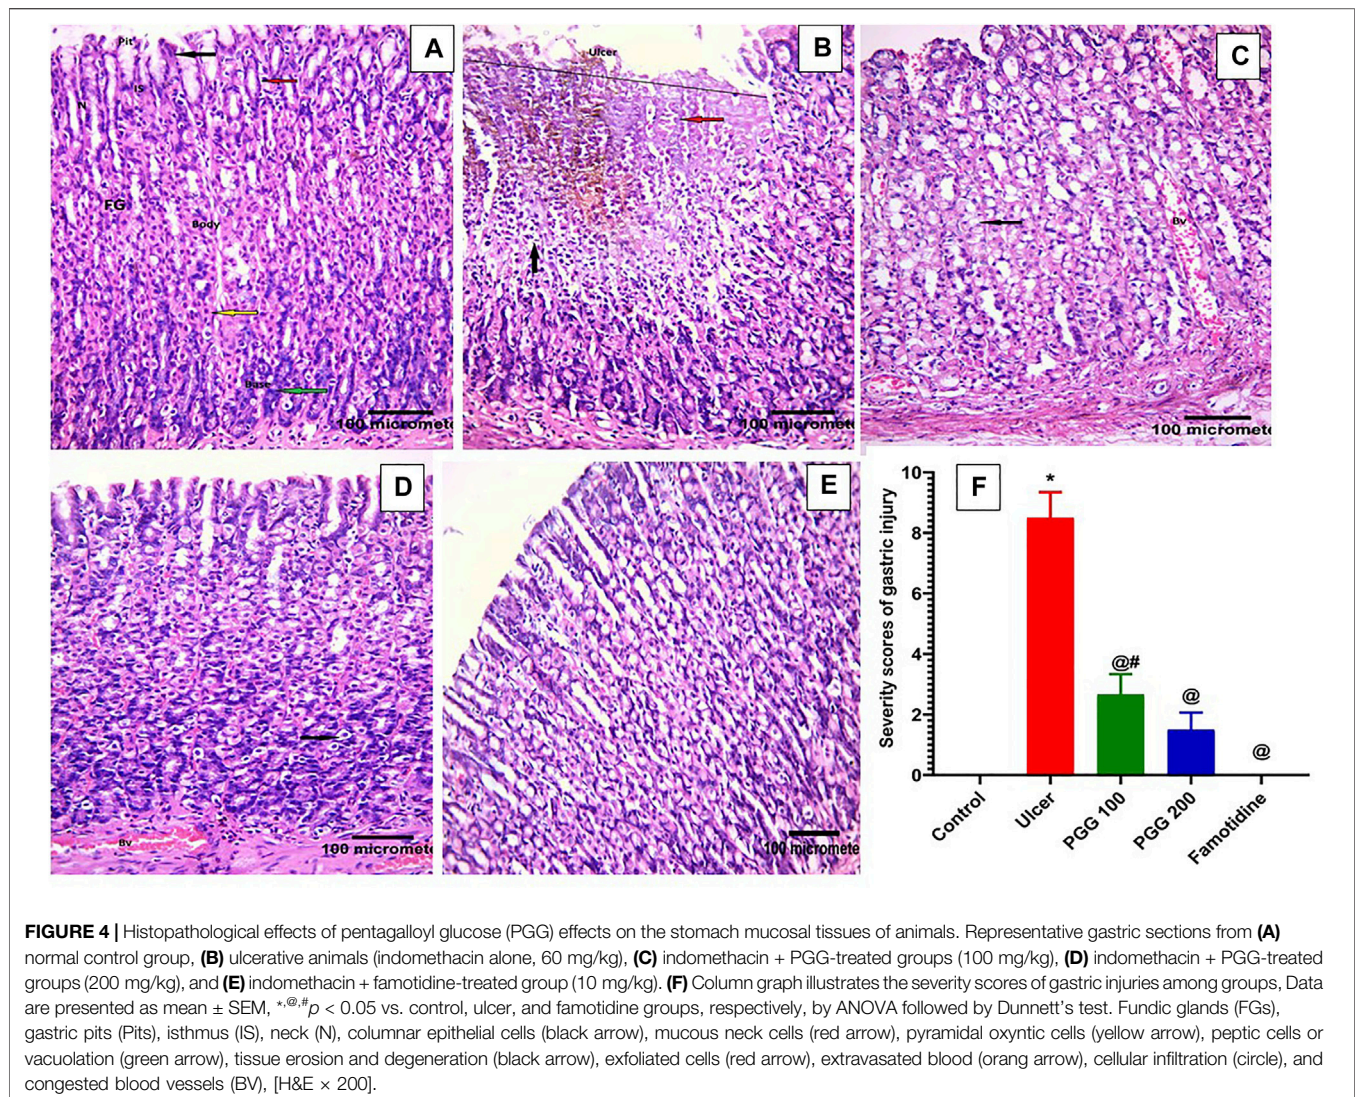 Pit
A
IS
N
FG
Body
Base
100 micromete
Ulcer
B
100 micromete
C
Bv
100 micromete
D
BV
100 micromete
E
100 micromete
F
Severity scores of gastric injury
10
8
6
4
2
0
*
@#
@
@
Control
Ulcer
PGG 100
PGG 200
Famotidine
FIGURE 4 | Histopathological effects of pentagalloyl glucose (PGG) effects on the stomach mucosal tissues of animals. Representative gastric sections from (A)
normal control group, (B) ulcerative animals (indomethacin alone, 60 mg/kg), (C) indomethacin + PGG-treated groups (100 mg/kg), (D) indomethacin + PGG-treated
groups (200 mg/kg), and (E) indomethacin + famotidine-treated group (10 mg/kg). (F) Column graph illustrates the severity scores of gastric injuries among groups, Data
are presented as mean ± SEM, *,@,#p < 0.05 vs. control, ulcer, and famotidine groups, respectively, by ANOVA followed by Dunnett's test. Fundic glands (FGs),
gastric pits (Pits), isthmus (IS), neck (N), columnar epithelial cells (black arrow), mucous neck cells (red arrow), pyramidal oxyntic cells (yellow arrow), peptic cells or
vacuolation (green arrow), tissue erosion and degeneration (black arrow), exfoliated cells (red arrow), extravasated blood (orang arrow), cellular infiltration (circle), and
congested blood vessels (BV), [H&E × 200].